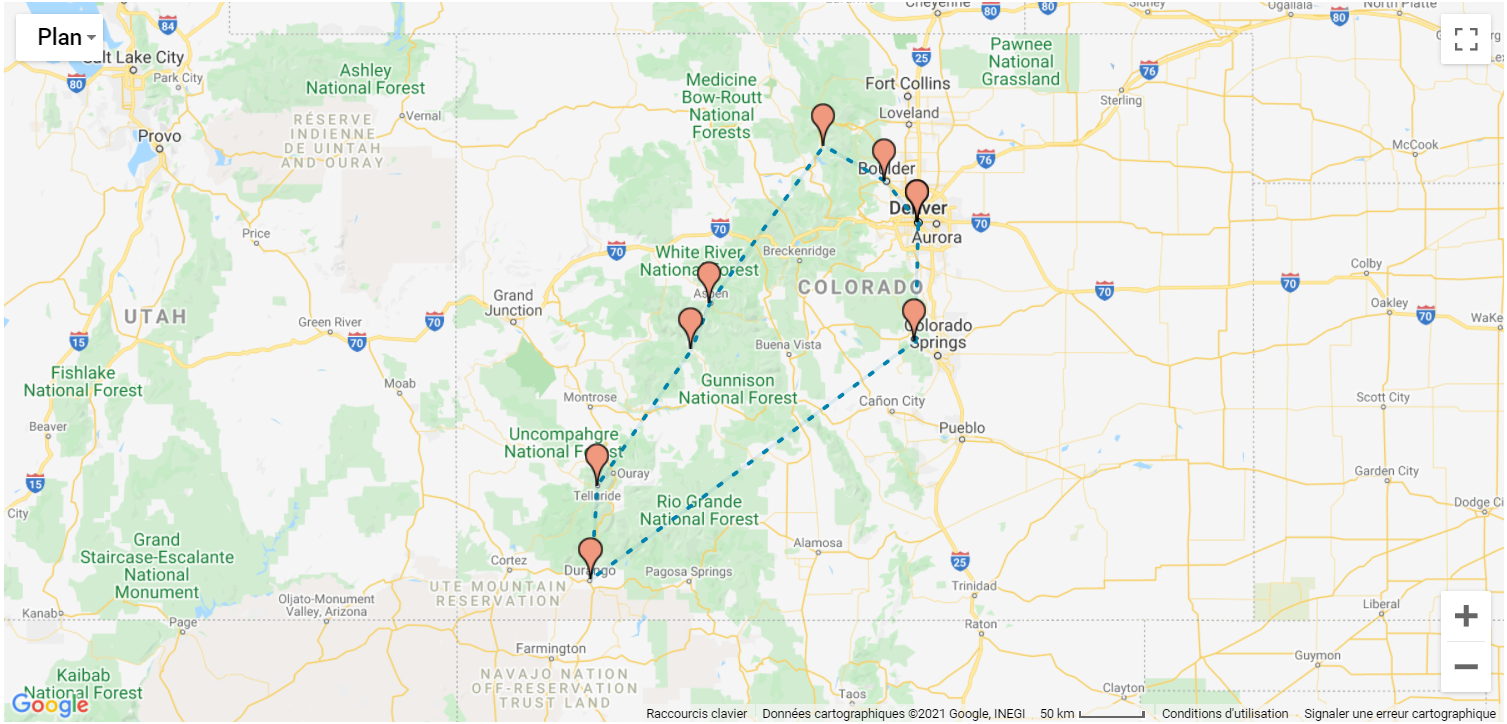 Cheyenne
Sidney
Ogallala
North Platte
84
80
80
80
Plan
Salt Lake City
80
Park City
25
Pawnee
National
Grassland
76
Ashley
National Forest
Medicine
Bow-Routt
National
Forests
Fort Collins
Sterling
Loveland
Vernal
RÉSERVE
INDIENNE
DE UINTAH
AND OURAY
Provo
McCook
76
Boulder
Denver
70
Aurora
Price
70
70
White River
National Forest
Breckenridge
Colby
Aspen
COLORADO
70
70
Oakley
70
Grand
Junction
UTAH
Green River
70
70
15
WaKe
Colorado
Springs
Buena Vista
Fishlake
National Forest
Moab
Gunnison
National Forest
Montrose
Cañon City
Scott City
Beaver
Pueblo
Uncompahgre
National Forest
Ouray
Garden City
15
Telluride
Rio Grande
National Forest
Dodge Ci
City
Grand
Staircase-Escalante
National
Monument
Alamosa
25
Cortez
Durango
Pagosa Springs
UTE MOUNTAIN
RESERVATION
Trinidad
Oljato-Monument
Valley, Arizona
Kanab
Page
Liberal
Raton
Farmington
Guymon
Kaibab
National Forest
NAVAJO NATION
OFF-RESERVATION
TRUST LAND
Taos
Clayton
Google
Raccourcis clavier
Données cartographiques ©2021 Google, INEGI
50 km
Conditions d'utilisation
Signaler une erreur cartographique